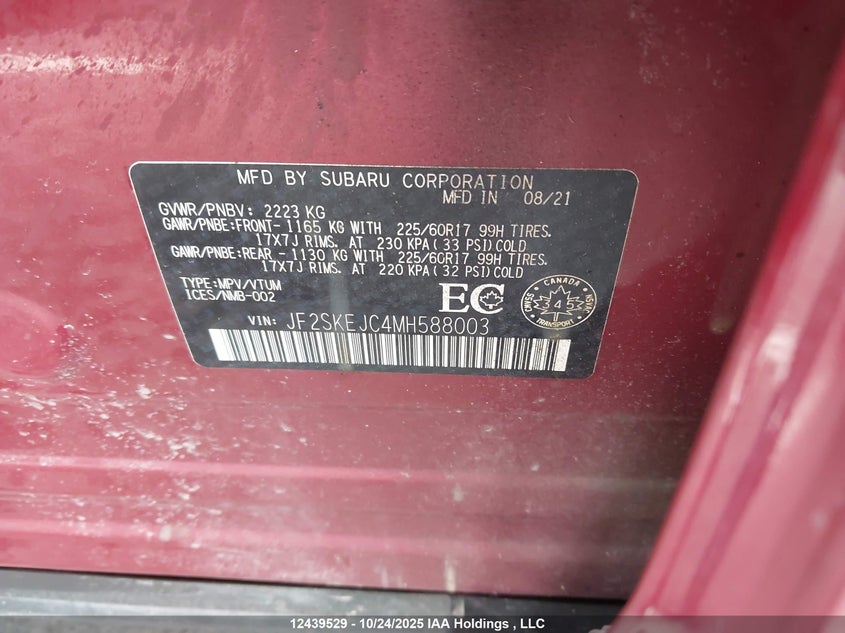 MFD BY SUBARU CORPORATION
MFD IN 08/21
GVWR/PNBV: 2223 KG
GAWR/PNBE:FRONT- 1165 KG WITH 225/60R17 99H TIRES.
17X7J RIMS. AT 230 KPA(33 PSI)COLD
GAWR/PNBE:REAR - 1130 KG WITH 225/60R17 99H TIRES.
17X7J RIMS. AT 220 KPA(32 PSI)COLD
TYPE:MPV/VTUM
ICES/NMB-002
EC
CANADA
345
TRANSPORT
CMVSS
NSVAC
VIN: JF2SKEJC4MH588003
12439529 - 10/24/2025 IAA Holdings , LLC